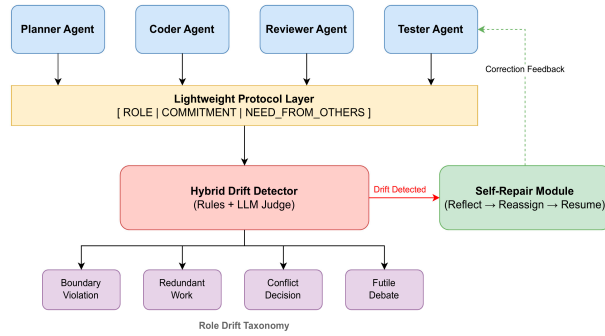 Planner Agent
Coder Agent
Reviewer Agent
Tester Agent
Correction Feedback
Lightweight Protocol Layer
[ ROLE | COMMITMENT | NEED_FROM_OTHERS ]
Hybrid Drift Detector
(Rules + LLM Judge)
Drift Detected
Self-Repair Module
(Reflect → Reassign → Resume)
Boundary
Violation
Redundant
Work
Conflict
Decision
Futile
Debate
Role Drift Taxonomy